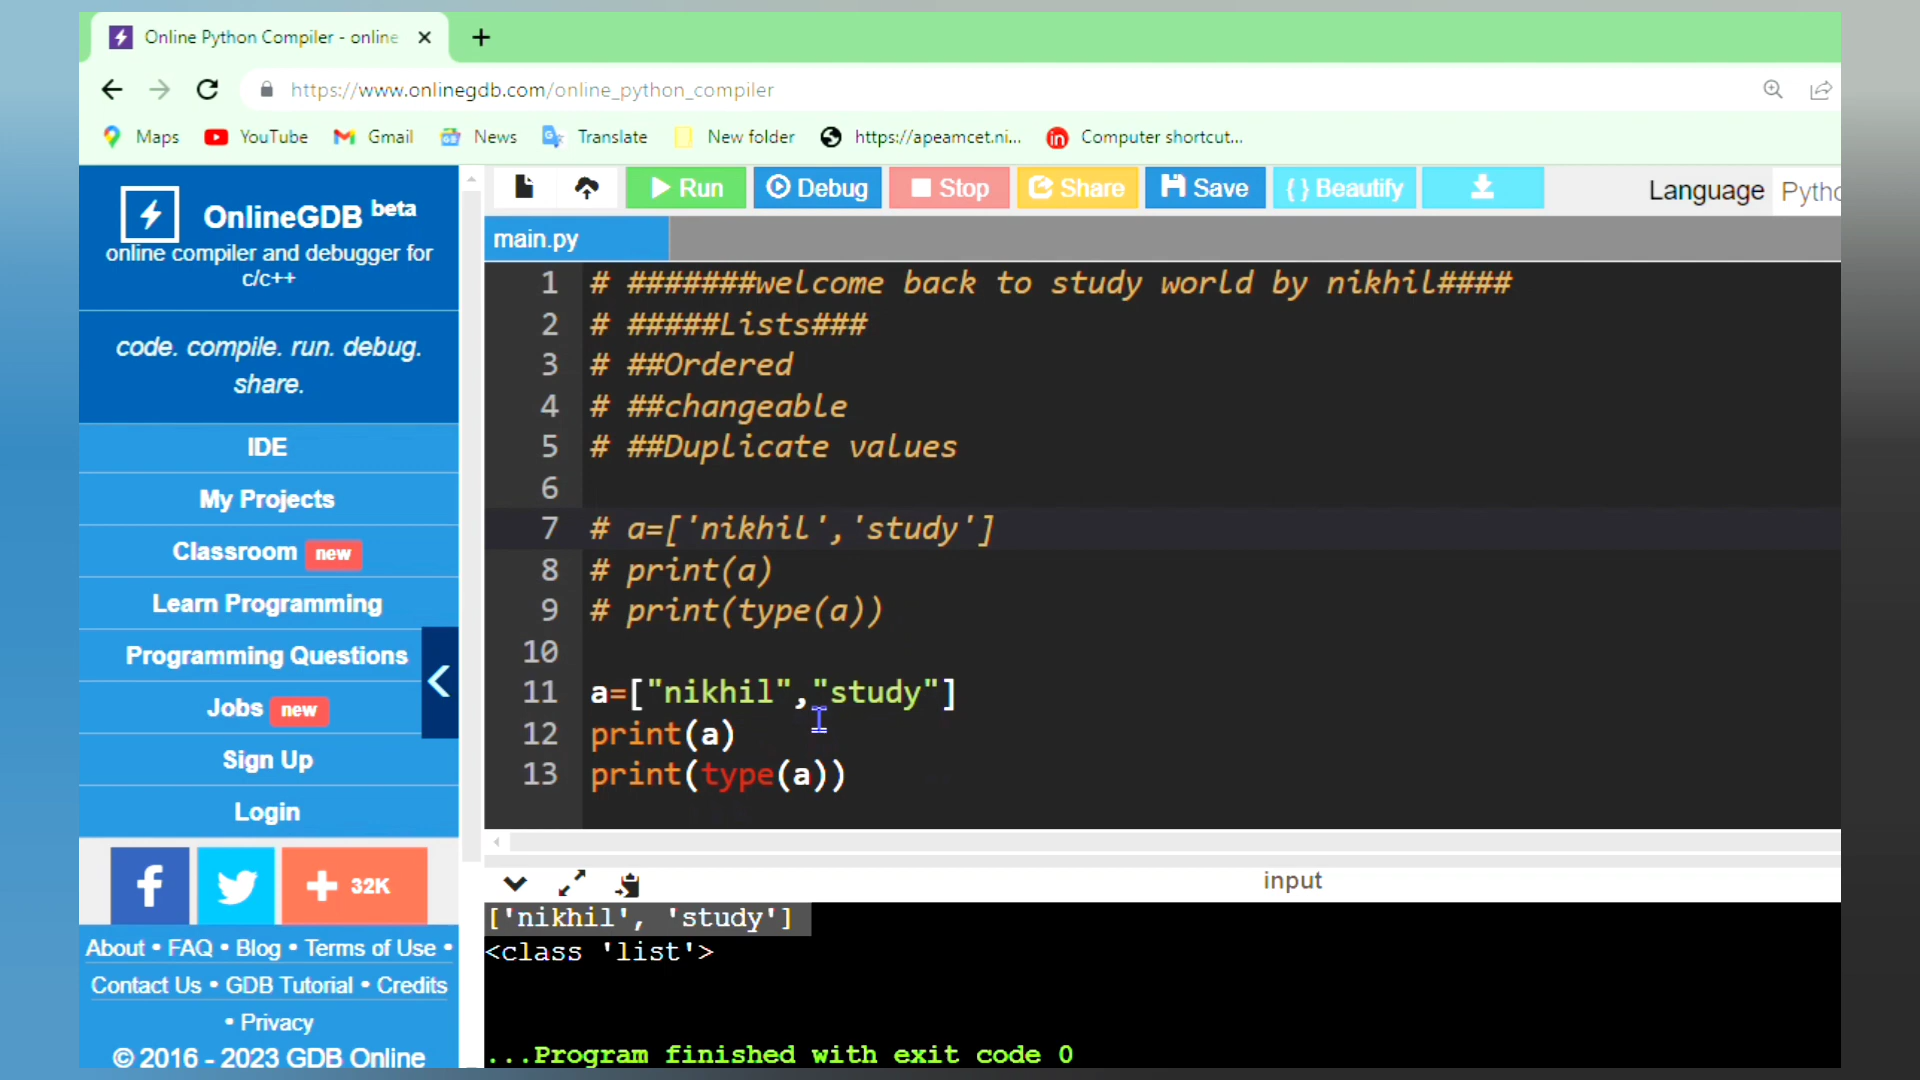 Online Python Compiler - online
https://www.onlinegdb.com/online_python_compiler
Maps YouTube Gmail News Translate New folder https://apeamcet.ni... Computer shortcut...
OnlineGDB beta
online compiler and debugger for
c/c++
code. compile. run. debug.
share.
IDE
My Projects
Classroom new
Learn Programming
Programming Questions
Jobs new
Sign Up
Login
32K
About • FAQ • Blog • Terms of Use •
Contact Us • GDB Tutorial • Credits
• Privacy
© 2016 - 2023 GDB Online
Run Debug Stop Share Save { } Beautify Language Pytho
main.py
1 # #######welcome back to study world by nikhil####
2 # #####Lists###
3 # ##Ordered
4 # ##changeable
5 # ##Duplicate values
6
7 # a=['nikhil','study']
8 # print(a)
9 # print(type(a))
10
11 a=["nikhil","study"]
12 print(a)
13 print(type(a))
input
['nikhil', 'study']
<class 'list'>
...Program finished with exit code 0